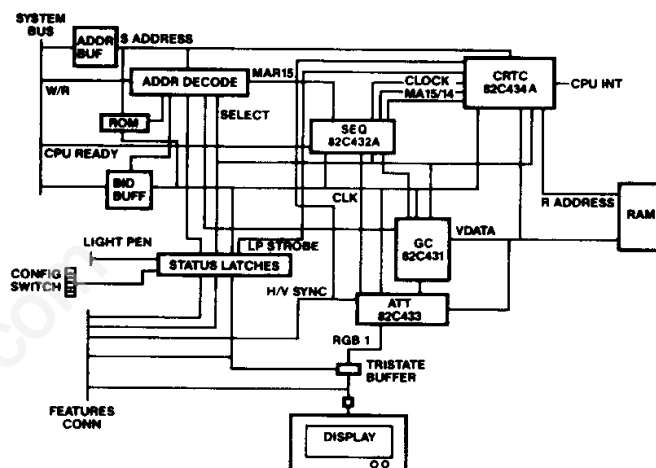 SYSTEM
BUS
ADDR
BUF
S ADDRESS
W/R
ADDR DECODE
MAR15
SELECT
ROM
CPU READY
BID
BUFF
CLOCK
MA15/14
CRTC
82C434A
CPU INT
SEQ
82C432A
CLK
R ADDRESS
RAM
GC
82C431
VDATA
LIGHT PEN
LP STROBE
CONFIG
SWITCH
STATUS LATCHES
H/V SYNC
ATT
82C433
RGB 1
TRISTATE
BUFFER
FEATURES
CONN
DISPLAY
com